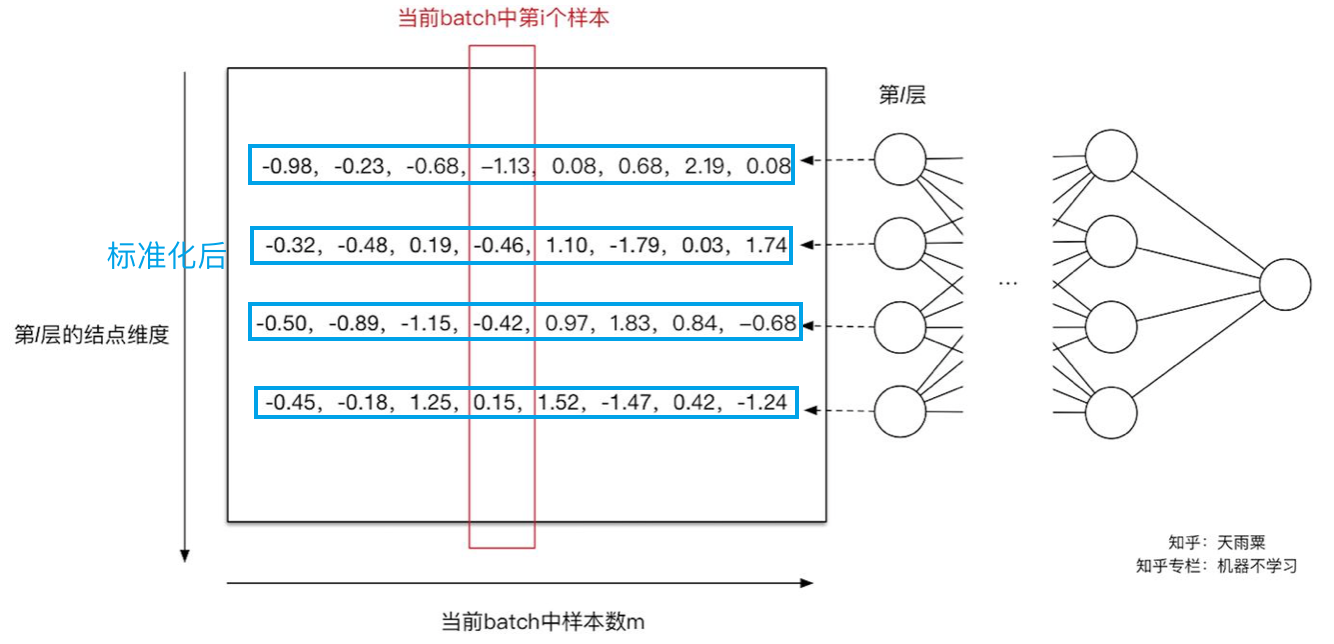 当前batch中第i个样本
第l层
-0.98, -0.23, -0.68, –1.13, 0.08, 0.68, 2.19, 0.08
-0.32, -0.48, 0.19, -0.46, 1.10, -1.79, 0.03, 1.74
标准化后
…
-0.50, -0.89, -1.15, -0.42, 0.97, 1.83, 0.84, –0.68
第l层的结点维度
-0.45, -0.18, 1.25, 0.15, 1.52, -1.47, 0.42, -1.24
知乎：天雨粟
知乎专栏：机器不学习
当前batch中样本数m